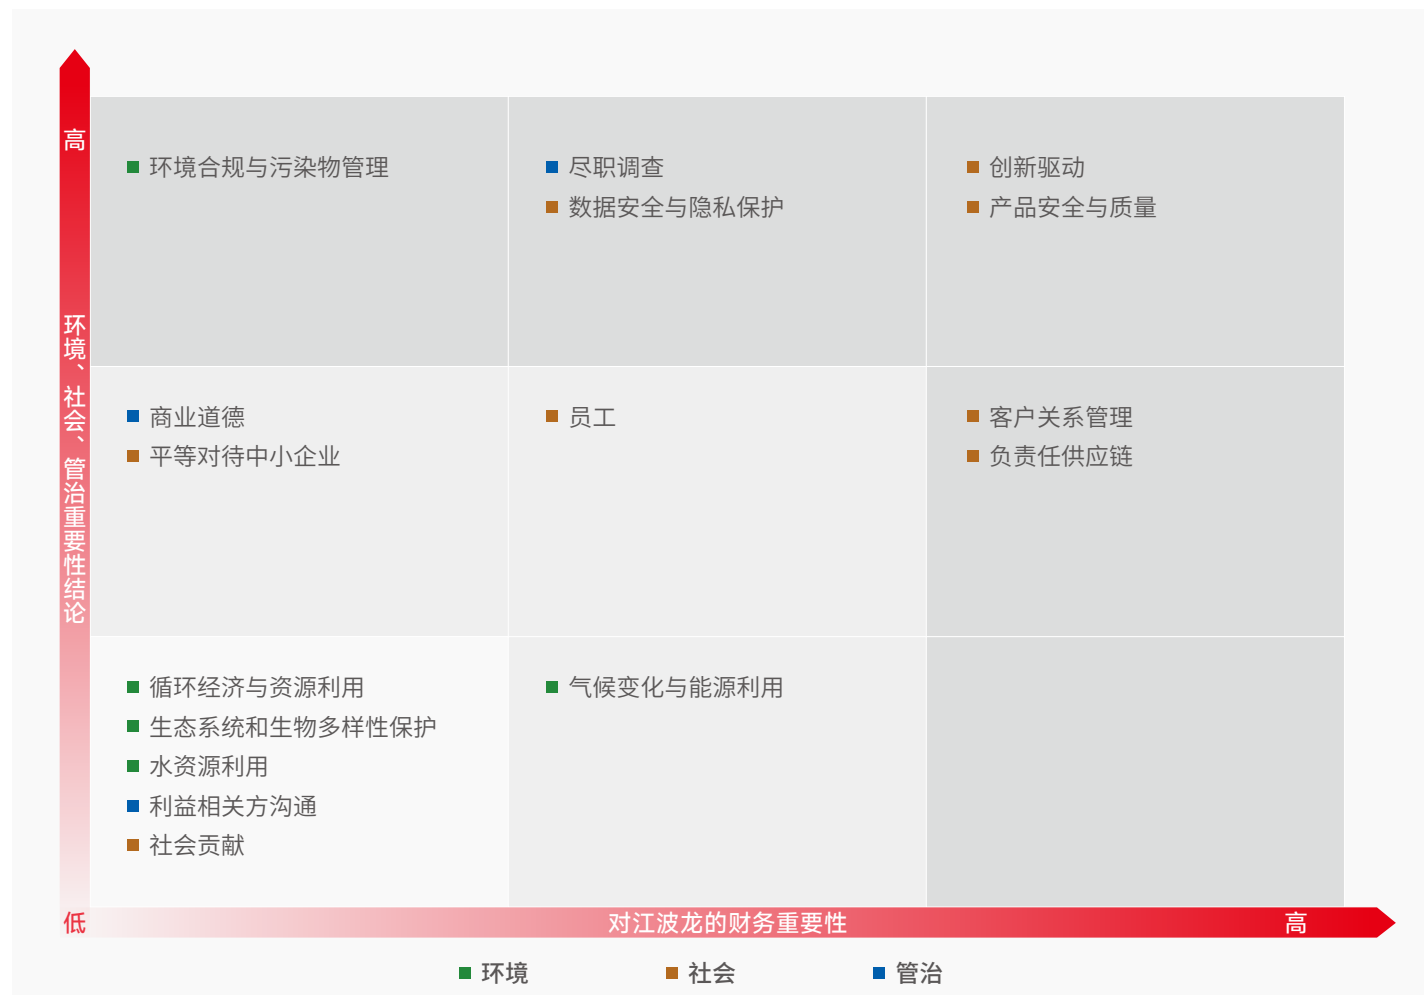 高
环境、社会、管治重要性结论
环境合规与污染物管理
尽职调查
数据安全与隐私保护
创新驱动
产品安全与质量
商业道德
平等对待中小企业
员工
客户关系管理
负责任供应链
循环经济与资源利用
生态系统和生物多样性保护
水资源利用
利益相关方沟通
社会贡献
气候变化与能源利用
低
对江波龙的财务重要性
高
环境
社会
管治